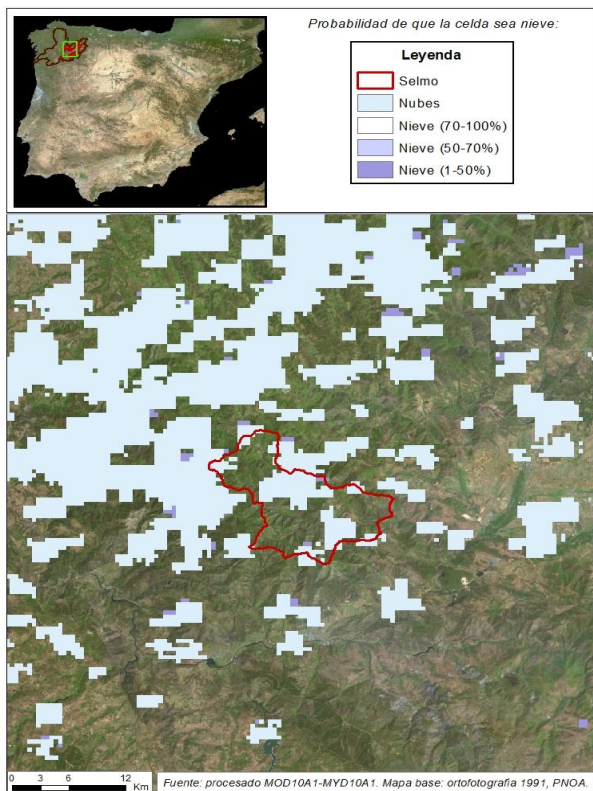 Probabilidad de que la celda sea nieve:
Leyenda
Selmo
Nubes
Nieve (70-100%)
Nieve (50-70%)
Nieve (1-50%)
0 3 6 12
Km
Fuente: procesado MOD10A1-MYD10A1. Mapa base: ortofotografía 1991, PNOA.